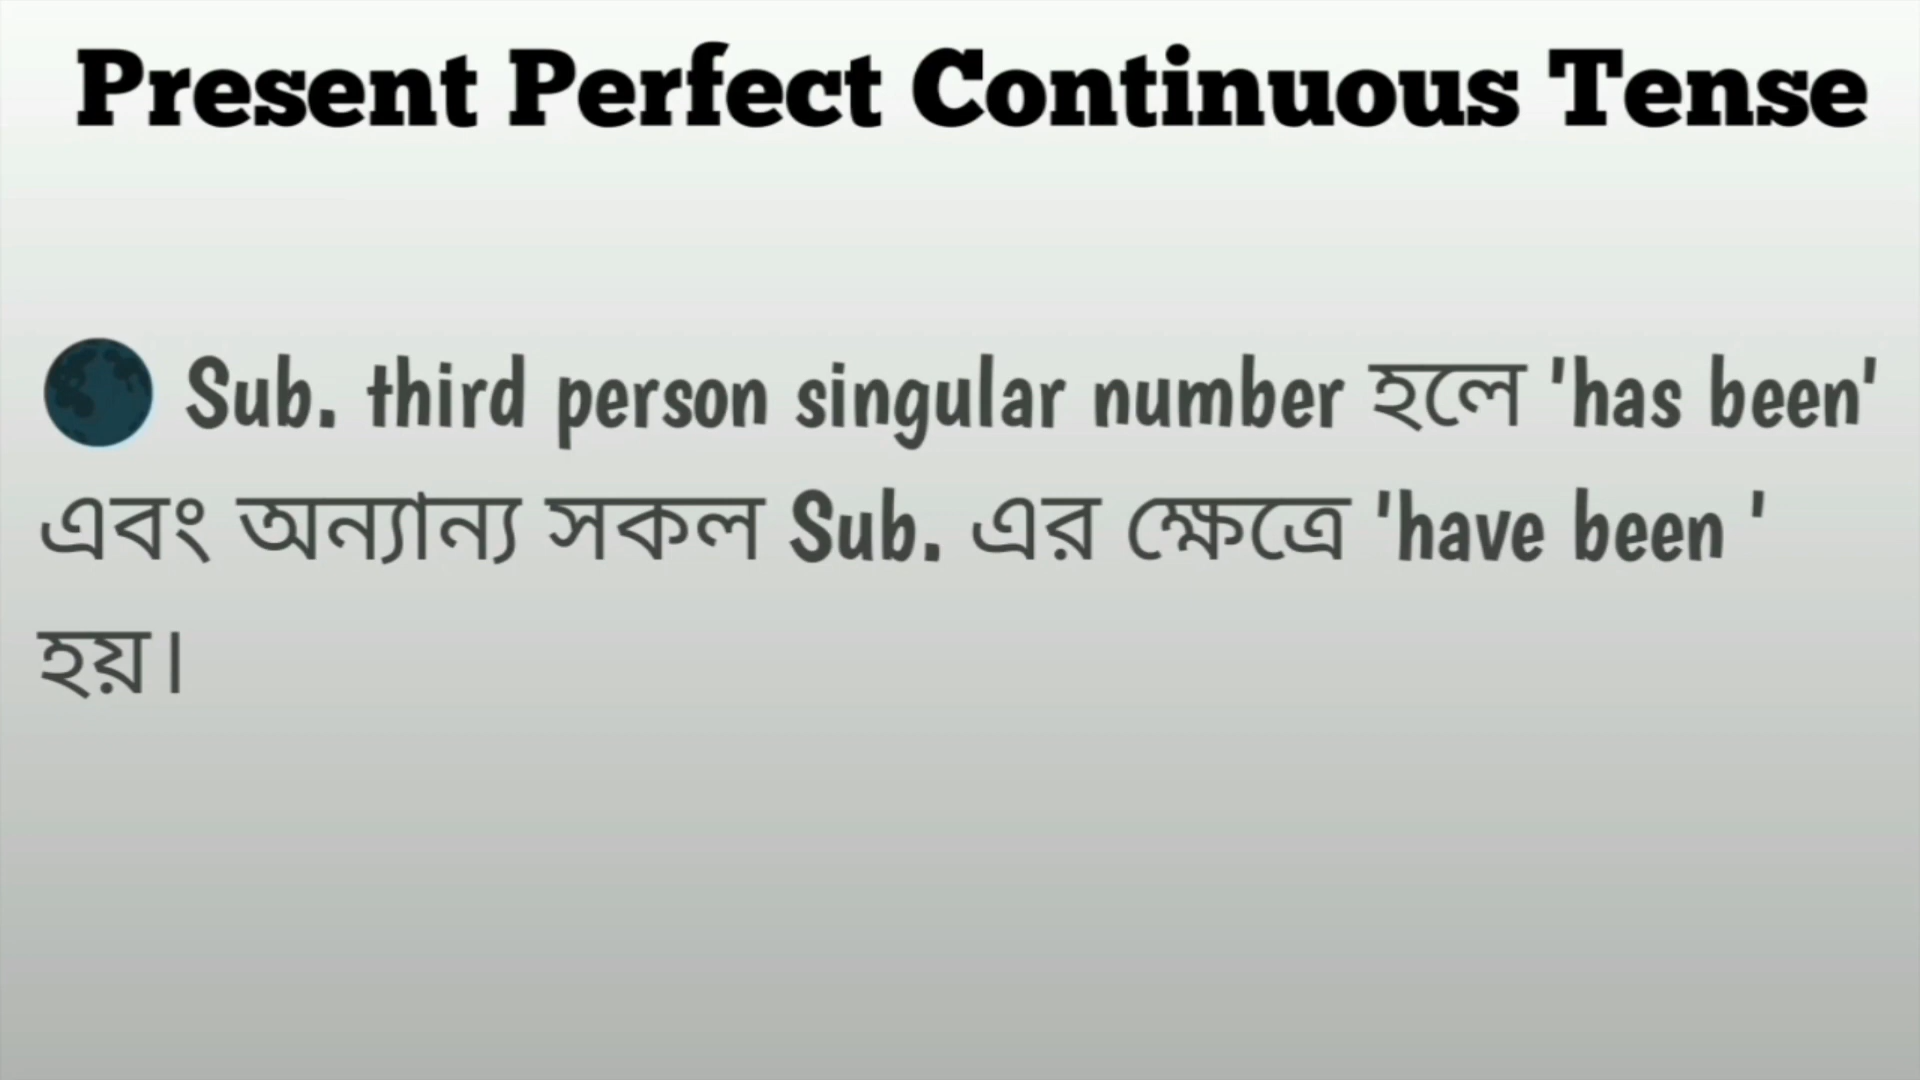 Present Perfect Continuous Tense
🌑 Sub. third person singular number হলে 'has been'
এবং অন্যান্য সকল Sub. এর ক্ষেত্রে 'have been '
হয়।